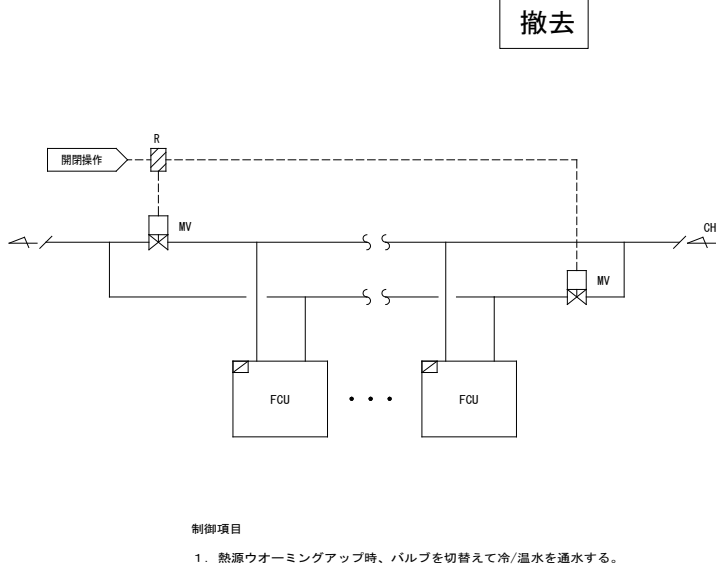 撤去
R
開閉操作
MV
CH
MV
FCU
FCU
制御項目
1. 熱源ウオーミングアップ時、バルブを切替えて冷/温水を通水する。